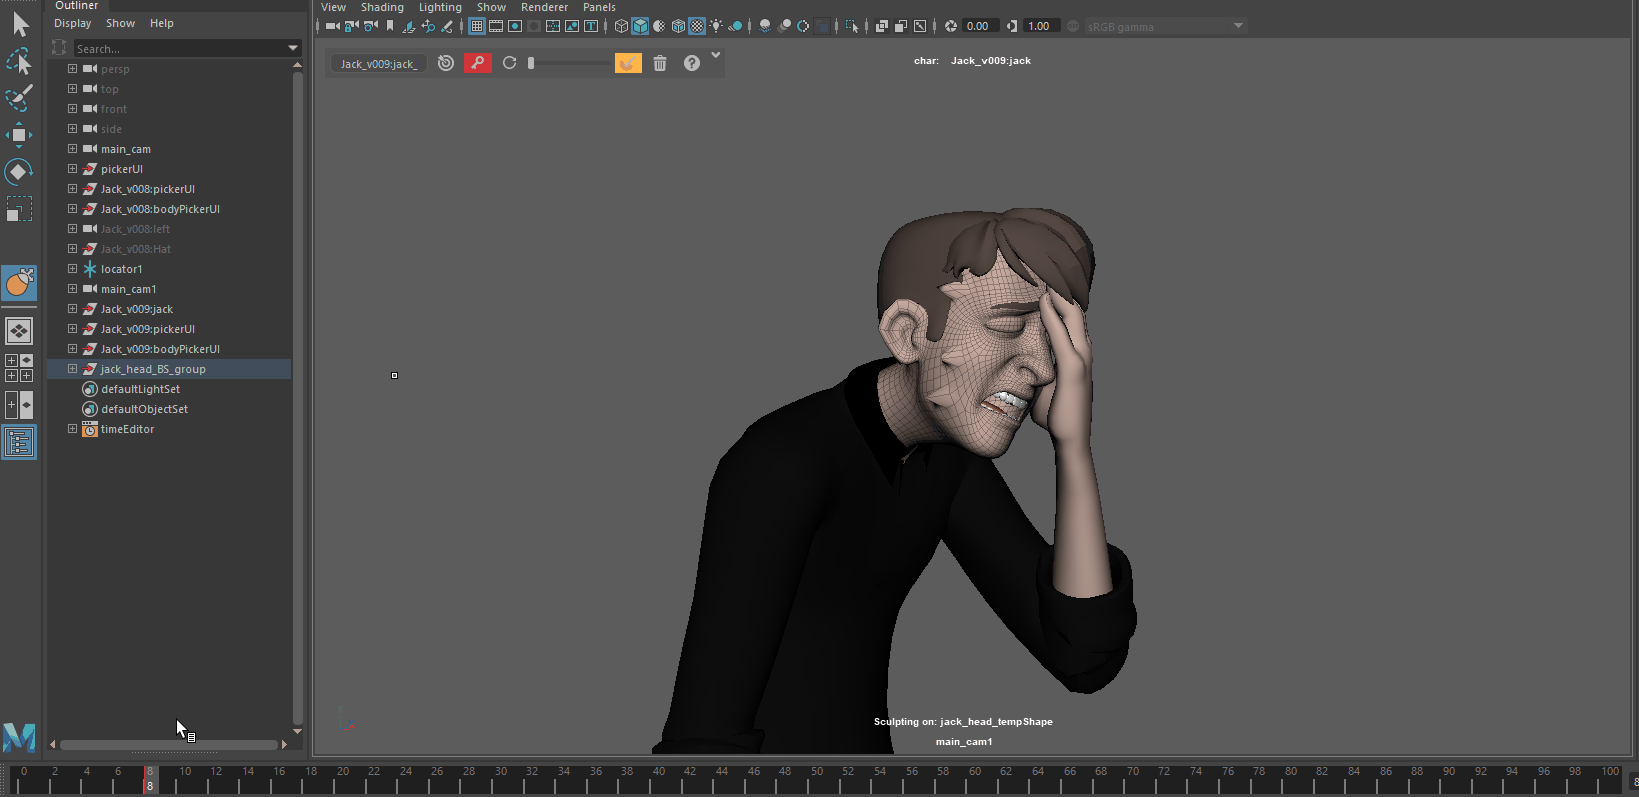 Outliner
Display Show Help
Search...
persp
top
front
side
main_cam
pickerUI
Jack_v008:pickerUI
Jack_v008:bodyPickerUI
Jack_v008:left
Jack_v008:Hat
locator1
main_cam1
Jack_v009:jack
Jack_v009:pickerUI
Jack_v009:bodyPickerUI
jack_head_BS_group
defaultLightSet
defaultObjectSet
timeEditor
View Shading Lighting Show Renderer Panels
0.00 1.00 sRGB gamma
Jack_v009:jack_
char: Jack_v009:jack
Sculpting on: jack_head_tempShape
main_cam1
0 2 4 6 8 10 12 14 16 18 20 22 24 26 28 30 32 34 36 38 40 42 44 46 48 50 52 54 56 58 60 62 64 66 68 70 72 74 76 78 80 82 84 86 88 90 92 94 96 98 100
8 8